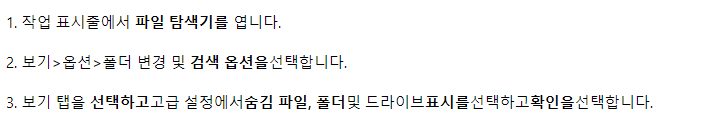 1. 작업 표시줄에서 파일 탐색기를 엽니다.
2. 보기>옵션>폴더 변경 및 검색 옵션을선택합니다.
3. 보기 탭을 선택하고고급 설정에서숨김 파일, 폴더및 드라이브표시를선택하고확인을선택합니다.